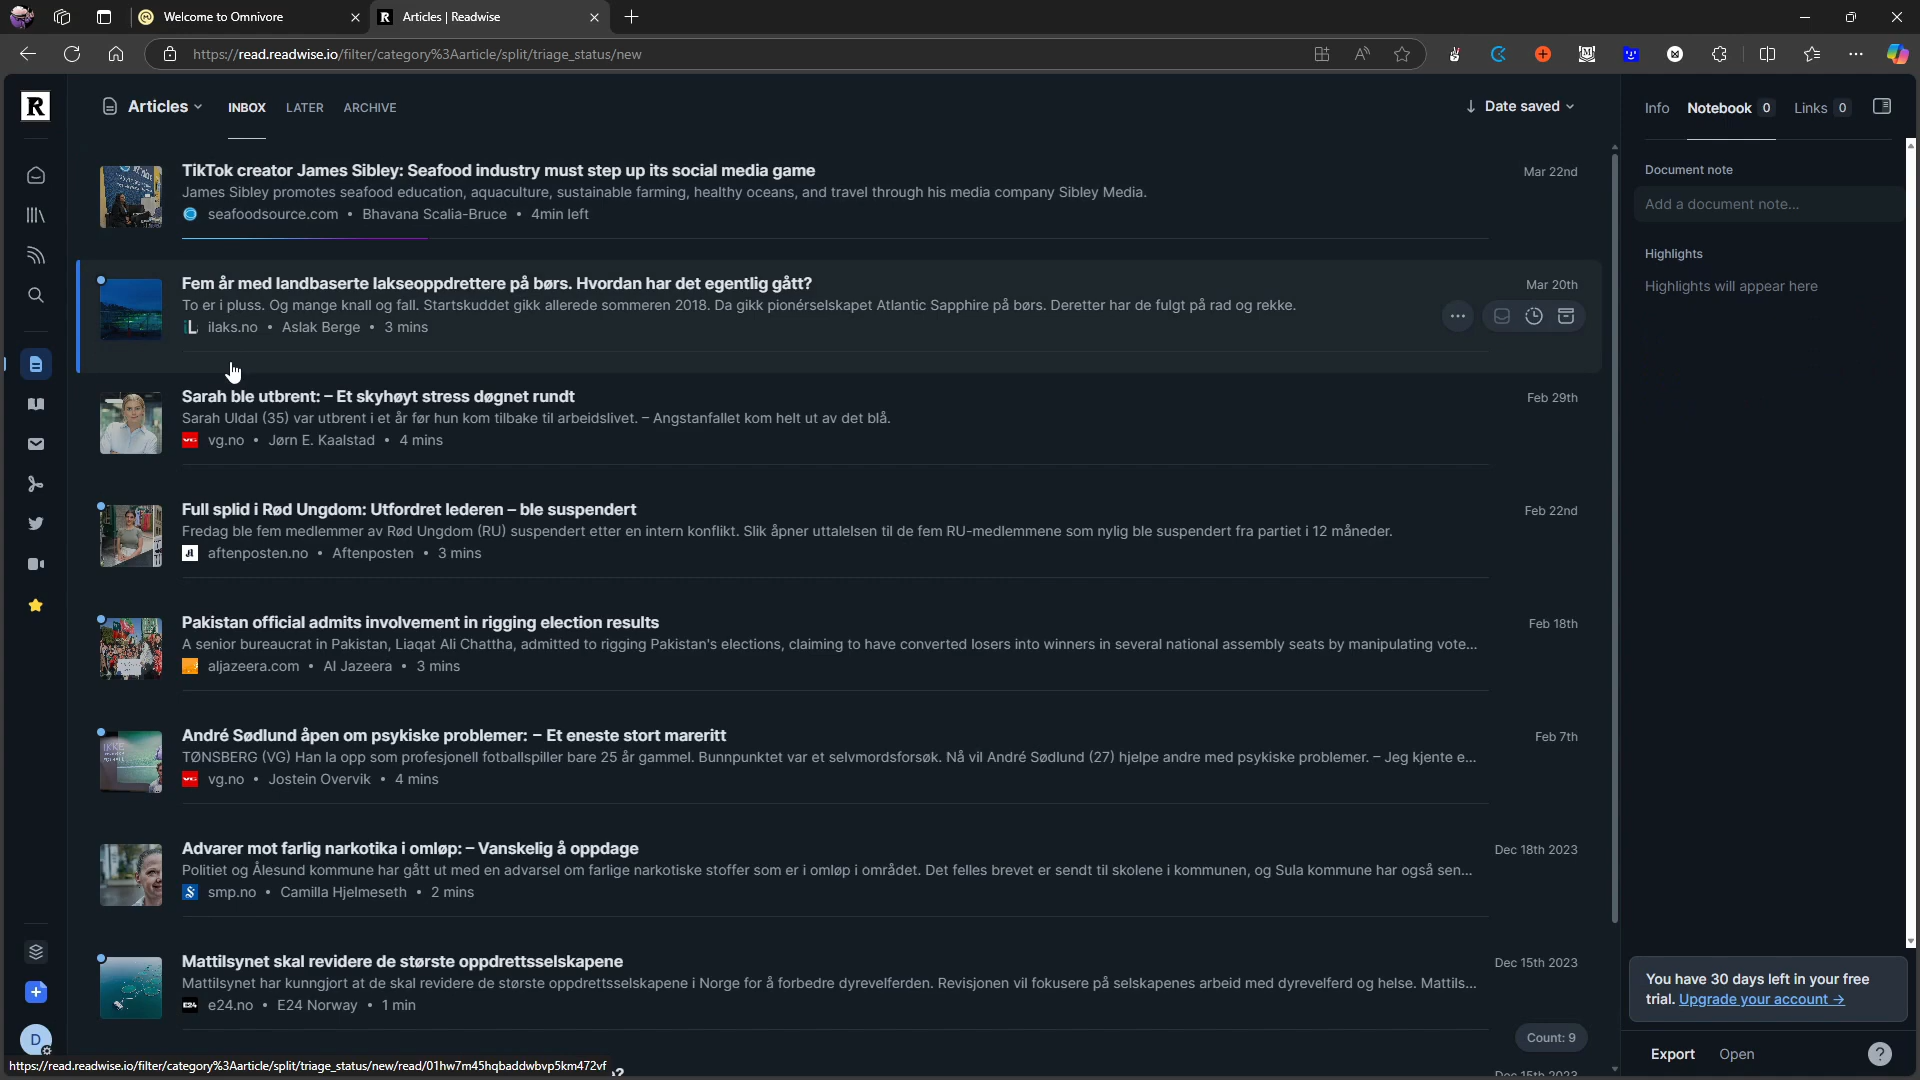 Welcome to Omnivore
R Articles | Readwise
https://read.readwise.io/filter/category%3Aarticle/split/triage_status/new
R
Articles INBOX LATER ARCHIVE
Date saved
Info Notebook 0 Links 0
TikTok creator James Sibley: Seafood industry must step up its social media game
Mar 22nd
James Sibley promotes seafood education, aquaculture, sustainable farming, healthy oceans, and travel through his media company Sibley Media.
seafoodsource.com • Bhavana Scalia-Bruce • 4min left
Document note
Add a document note...
Highlights
Highlights will appear here
Fem år med landbaserte lakseoppdrettere på børs. Hvordan har det egentlig gått?
Mar 20th
To er i pluss. Og mange knall og fall. Startskuddet gikk allerede sommeren 2018. Da gikk pionérselskapet Atlantic Sapphire på børs. Deretter har de fulgt på rad og rekke.
iL ilaks.no • Aslak Berge • 3 mins
Sarah ble utbrent: – Et skyhøyt stress døgnet rundt
Feb 29th
Sarah Uldal (35) var utbrent i et år før hun kom tilbake til arbeidslivet. – Angstanfallet kom helt ut av det blå.
VG vg.no • Jørn E. Kaalstad • 4 mins
Full splid i Rød Ungdom: Utfordret lederen – ble suspendert
Feb 22nd
Fredag ble fem medlemmer av Rød Ungdom (RU) suspendert etter en intern konflikt. Slik åpner uttalelsen til de fem RU-medlemmene som nylig ble suspendert fra partiet i 12 måneder.
aftenposten.no • Aftenposten • 3 mins
Pakistan official admits involvement in rigging election results
Feb 18th
A senior bureaucrat in Pakistan, Liaqat Ali Chattha, admitted to rigging Pakistan's elections, claiming to have converted losers into winners in several national assembly seats by manipulating vote...
aljazeera.com • Al Jazeera • 3 mins
André Sødlund åpen om psykiske problemer: – Et eneste stort mareritt
Feb 7th
TØNSBERG (VG) Han la opp som profesjonell fotballspiller bare 25 år gammel. Bunnpunktet var et selvmordsforsøk. Nå vil André Sødlund (27) hjelpe andre med psykiske problemer. – Jeg kjente e...
VG vg.no • Jostein Overvik • 4 mins
Advarer mot farlig narkotika i omløp: – Vanskelig å oppdage
Dec 18th 2023
Politiet og Ålesund kommune har gått ut med en advarsel om farlige narkotiske stoffer som er i omløp i området. Det felles brevet er sendt til skolene i kommunen, og Sula kommune har også sen...
S smp.no • Camilla Hjelmeseth • 2 mins
Mattilsynet skal revidere de største oppdrettsselskapene
Dec 15th 2023
Mattilsynet har kunngjort at de skal revidere de største oppdrettsselskapene i Norge for å forbedre dyrevelferden. Revisjonen vil fokusere på selskapenes arbeid med dyrevelferd og helse. Mattils...
E24 e24.no • E24 Norway • 1 min
You have 30 days left in your free
trial. Upgrade your account →
Count: 9
D
Export Open ?
https://read.readwise.io/filter/category%3Aarticle/split/triage_status/new/read/01hw7m45hqbaddwbvp5km472vf
?
Dec 15th 2023